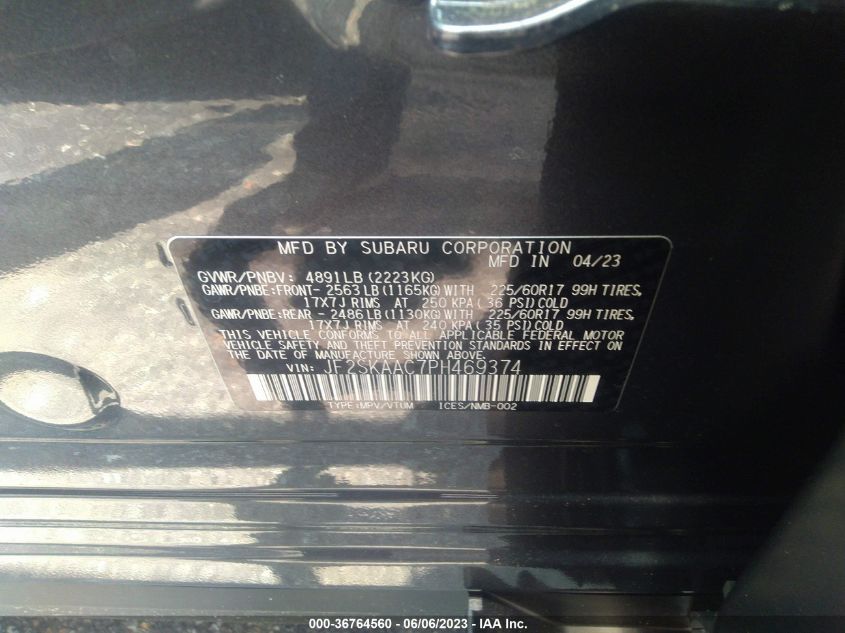 MFD BY SUBARU CORPORATION
MFD IN 04/23
GVWR/PNBV: 4891LB (2223KG)
GAWR/PNBE:FRONT- 2563LB (1165KG) WITH 225/60R17 99H TIRES,
17X7J RIMS AT 250 KPA ( 36 PSI) COLD
GAWR/PNBE:REAR - 2486LB (1130KG) WITH 225/60R17 99H TIRES,
17X7J RIMS AT 240 KPA (35 PSI) COLD
THIS VEHICLE CONFORMS TO ALL APPLICABLE FEDERAL MOTOR
VEHICLE SAFETY AND THEFT PREVENTION STANDARDS IN EFFECT ON
THE DATE OF MANUFACTURE SHOWN ABOVE.
VIN: JF2SKAAC7PH469374
TYPE:MPV/VTUM ICES/NMB-002
000-36764560 - 06/06/2023 - IAA Inc.